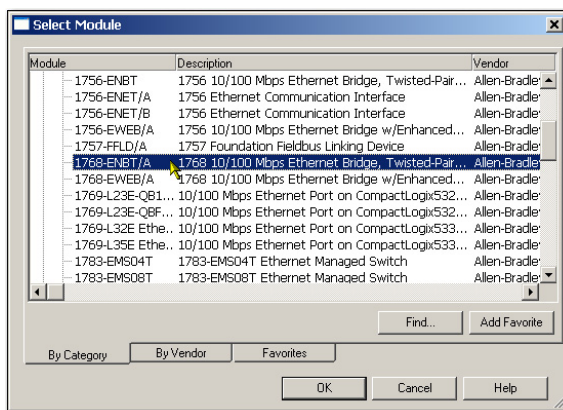 Select Module
Module Description Vendor
1756-ENBT 1756 10/100 Mbps Ethernet Bridge, Twisted-Pair... Allen-Bradley
1756-ENET/A 1756 Ethernet Communication Interface Allen-Bradley
1756-ENET/B 1756 Ethernet Communication Interface Allen-Bradley
1756-EWEB/A 1756 10/100 Mbps Ethernet Bridge w/Enhanced... Allen-Bradley
1757-FFLD/A 1757 Foundation Fieldbus Linking Device Allen-Bradley
1768-ENBT/A 1768 10/100 Mbps Ethernet Bridge, Twisted-Pair... Allen-Bradley
1768-EWEB/A 1768 10/100 Mbps Ethernet Bridge w/Enhanced... Allen-Bradley
1769-L23E-QB1... 10/100 Mbps Ethernet Port on CompactLogix532... Allen-Bradley
1769-L23E-QBF... 10/100 Mbps Ethernet Port on CompactLogix532... Allen-Bradley
1769-L32E Ethe... 10/100 Mbps Ethernet Port on CompactLogix533... Allen-Bradley
1769-L35E Ethe... 10/100 Mbps Ethernet Port on CompactLogix533... Allen-Bradley
1783-EMS04T 1783-EMS04T Ethernet Managed Switch Allen-Bradley
1783-EMS08T 1783-EMS08T Ethernet Managed Switch Allen-Bradley
Find... Add Favorite
By Category By Vendor Favorites
OK Cancel Help